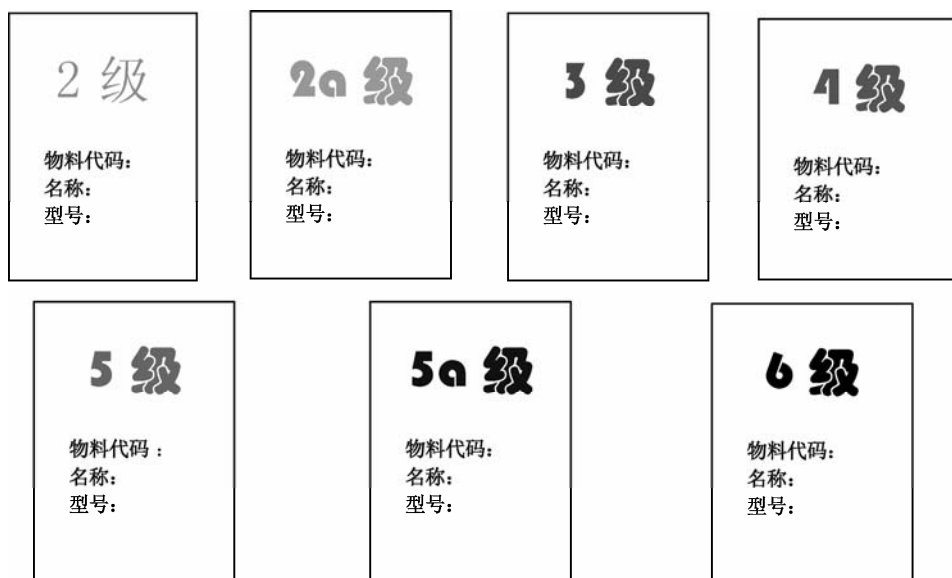 2 级
物料代码：
名称：
型号：
2a 级
物料代码：
名称：
型号：
3 级
物料代码：
名称：
型号：
4 级
物料代码：
名称：
型号：
5 级
物料代码：
名称：
型号：
5a 级
物料代码：
名称：
型号：
6 级
物料代码：
名称：
型号：